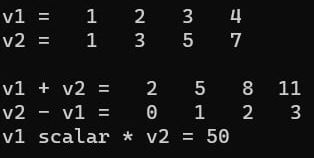 v1 =   1   2   3   4
v2 =   1   3   5   7
v1 + v2 =   2   5   8  11
v2 - v1 =   0   1   2   3
v1 scalar * v2 = 50